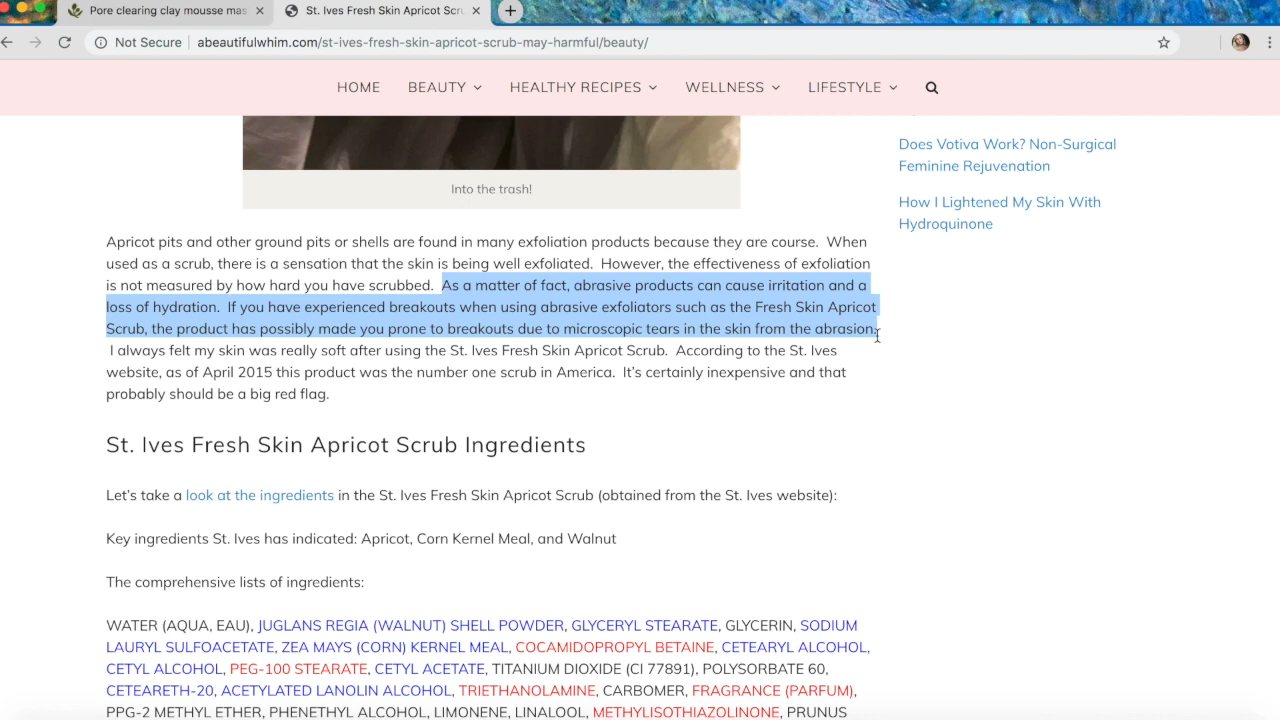 Pore clearing clay mousse mas
St. Ives Fresh Skin Apricot Scru
Not Secure
abeautifulwhim.com/st-ives-fresh-skin-apricot-scrub-may-harmful/beauty/
HOME BEAUTY HEALTHY RECIPES WELLNESS LIFESTYLE
Into the trash!
Does Votiva Work? Non-Surgical
Feminine Rejuvenation
How I Lightened My Skin With
Hydroquinone
Apricot pits and other ground pits or shells are found in many exfoliation products because they are course. When
used as a scrub, there is a sensation that the skin is being well exfoliated. However, the effectiveness of exfoliation
is not measured by how hard you have scrubbed. As a matter of fact, abrasive products can cause irritation and a
loss of hydration. If you have experienced breakouts when using abrasive exfoliators such as the Fresh Skin Apricot
Scrub, the product has possibly made you prone to breakouts due to microscopic tears in the skin from the abrasion.
I always felt my skin was really soft after using the St. Ives Fresh Skin Apricot Scrub. According to the St. Ives
website, as of April 2015 this product was the number one scrub in America. It's certainly inexpensive and that
probably should be a big red flag.
St. Ives Fresh Skin Apricot Scrub Ingredients
Let's take a look at the ingredients in the St. Ives Fresh Skin Apricot Scrub (obtained from the St. Ives website):
Key ingredients St. Ives has indicated: Apricot, Corn Kernel Meal, and Walnut
The comprehensive lists of ingredients:
WATER (AQUA, EAU), JUGLANS REGIA (WALNUT) SHELL POWDER, GLYCERYL STEARATE, GLYCERIN, SODIUM
LAURYL SULFOACETATE, ZEA MAYS (CORN) KERNEL MEAL, COCAMIDOPROPYL BETAINE, CETEARYL ALCOHOL,
CETYL ALCOHOL, PEG-100 STEARATE, CETYL ACETATE, TITANIUM DIOXIDE (CI 77891), POLYSORBATE 60,
CETEARETH-20, ACETYLATED LANOLIN ALCOHOL, TRIETHANOLAMINE, CARBOMER, FRAGRANCE (PARFUM),
PPG-2 METHYL ETHER, PHENETHYL ALCOHOL, LIMONENE, LINALOOL, METHYLISOTHIAZOLINONE, PRUNUS